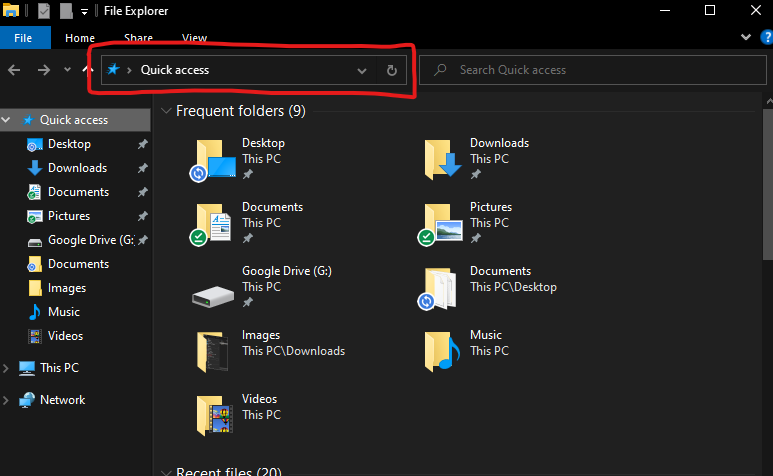 File Explorer
File Home Share View
Quick access
Search Quick access
Quick access
Desktop
Downloads
Documents
Pictures
Google Drive (G:
Documents
Images
Music
Videos
This PC
Network
Frequent folders (9)
Desktop
This PC
Downloads
This PC
Documents
This PC
Pictures
This PC
Google Drive (G:)
This PC
Documents
This PC\Desktop
Images
This PC\Downloads
Music
This PC
Videos
This PC
Recent files (20)